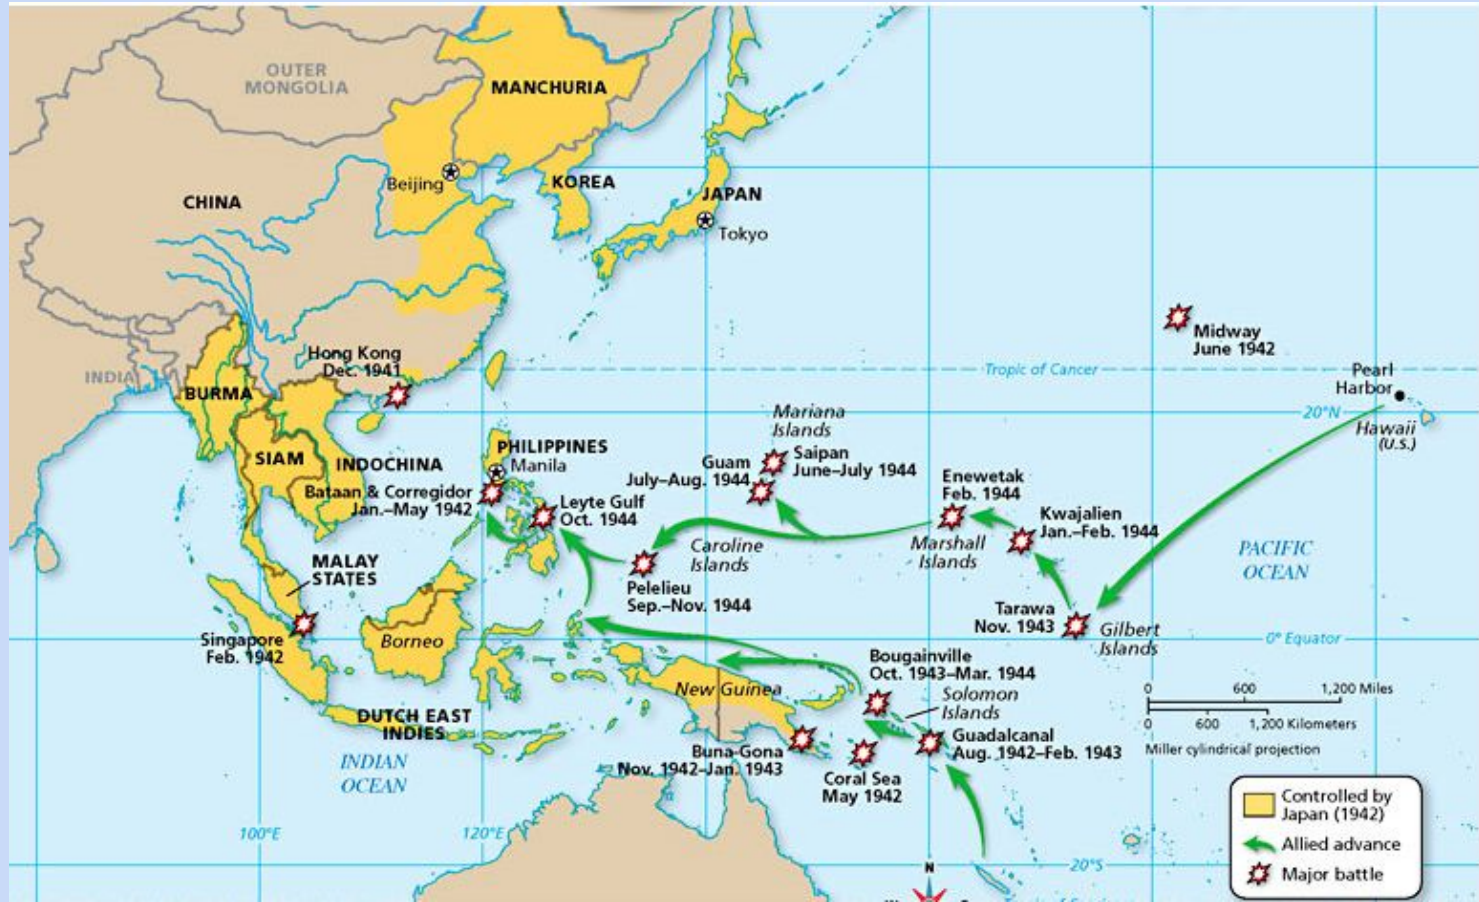 OUTER
MONGOLIA
MANCHURIA
Beijing
KOREA
JAPAN
CHINA
Tokyo
Midway
June 1942
Hong Kong
Dec. 1941
INDIA
BURMA
Tropic of Cancer
Pearl
Harbor
20°N
Hawaii
(U.S.)
Mariana
Islands
PHILIPPINES
Manila
SIAM
INDOCHINA
Guam
July–Aug. 1944
Saipan
June–July 1944
Enewetak
Feb. 1944
Bataan & Corregidor
Jan.–May 1942
Leyte Gulf
Oct. 1944
Kwajalien
Jan.–Feb. 1944
Caroline
Islands
Marshall
Islands
PACIFIC
OCEAN
MALAY
STATES
Pelelieu
Sep.–Nov. 1944
Tarawa
Nov. 1943
Gilbert
Islands
0° Equator
Singapore
Feb. 1942
Borneo
Bougainville
Oct. 1943–Mar. 1944
New Guinea
Solomon
Islands
0 600 1,200 Miles
0 600 1,200 Kilometers
Miller cylindrical projection
DUTCH EAST
INDIES
Buna-Gona
Nov. 1942–Jan. 1943
Guadalcanal
Aug. 1942–Feb. 1943
Coral Sea
May 1942
INDIAN
OCEAN
100°E
120°E
20°S
N
Controlled by
Japan (1942)
Allied advance
Major battle